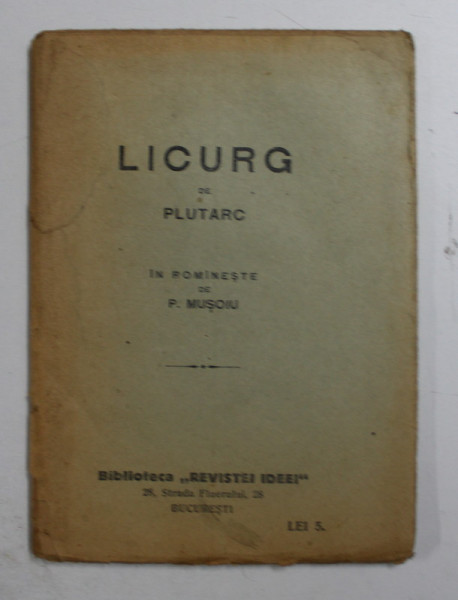 LICURG
DE
PLUTARC
ÎN ROMÎNEȘTE
DE
P. MUȘOIU
Biblioteca „REVISTEI IDEEI“
28, Strada Fluerului, 28
BUCUREȘTI
LEI 5.